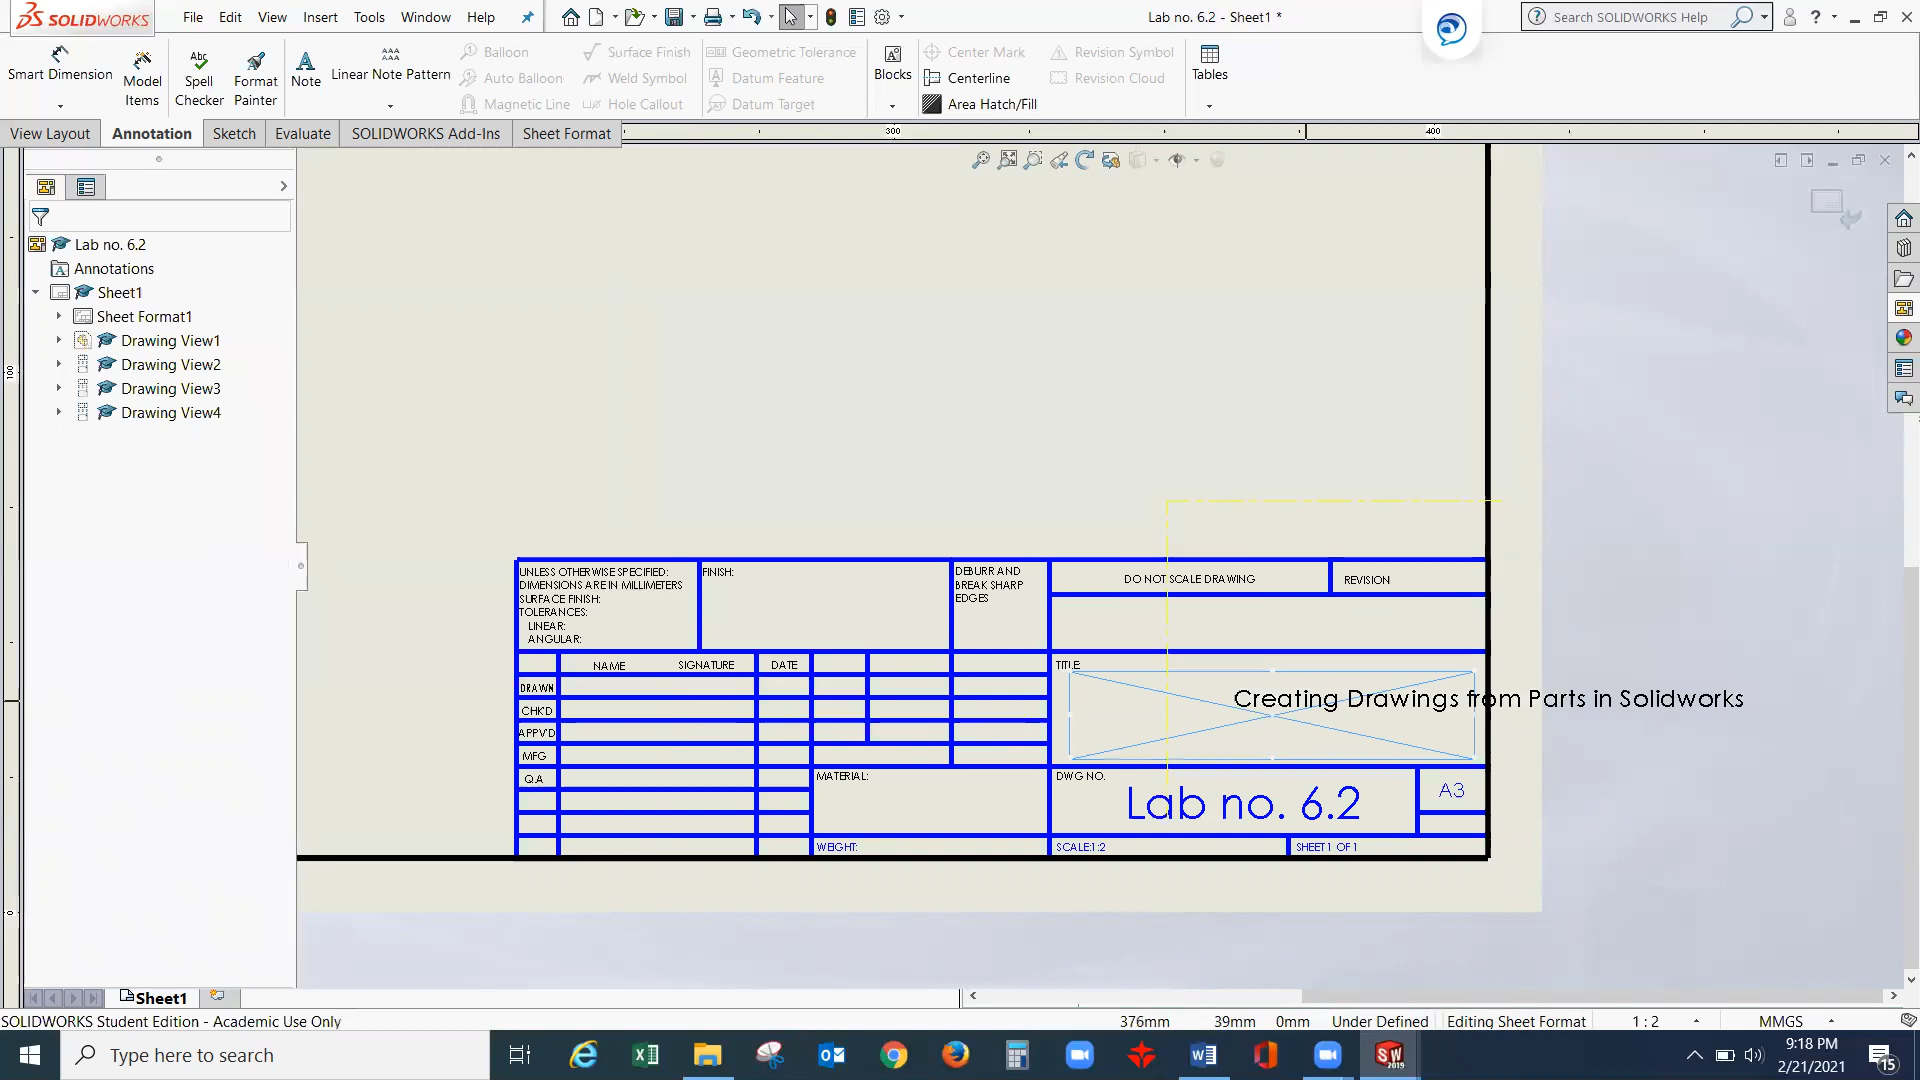 SOLIDWORKS
File Edit View Insert Tools Window Help
Lab no. 6.2 - Sheet1 *
Search SOLIDWORKS Help
Smart Dimension
Model Items
Spell Checker
Format Painter
Note
Linear Note Pattern
Balloon
Auto Balloon
Magnetic Line
Surface Finish
Weld Symbol
Hole Callout
Geometric Tolerance
Datum Feature
Datum Target
Blocks
Center Mark
Centerline
Area Hatch/Fill
Revision Symbol
Revision Cloud
Tables
View Layout Annotation Sketch Evaluate SOLIDWORKS Add-Ins Sheet Format
300 400
100
0
Lab no. 6.2
Annotations
Sheet1
Sheet Format1
Drawing View1
Drawing View2
Drawing View3
Drawing View4
UNLESS OTHERWISE SPECIFIED:
DIMENSIONS ARE IN MILLIMETERS
SURFACE FINISH:
TOLERANCES:
LINEAR:
ANGULAR:
FINISH:
DEBURR AND
BREAK SHARP
EDGES
DO NOT SCALE DRAWING
REVISION
NAME SIGNATURE DATE
DRAWN
CHK'D
APPV'D
MFG
Q.A
TITLE:
Creating Drawings from Parts in Solidworks
MATERIAL:
DWG NO.
Lab no. 6.2
A3
WEIGHT:
SCALE:1:2
SHEET 1 OF 1
Sheet1
SOLIDWORKS Student Edition - Academic Use Only
376mm 39mm 0mm Under Defined Editing Sheet Format 1 : 2 MMGS
Type here to search
SW
2019
9:18 PM
2/21/2021
15